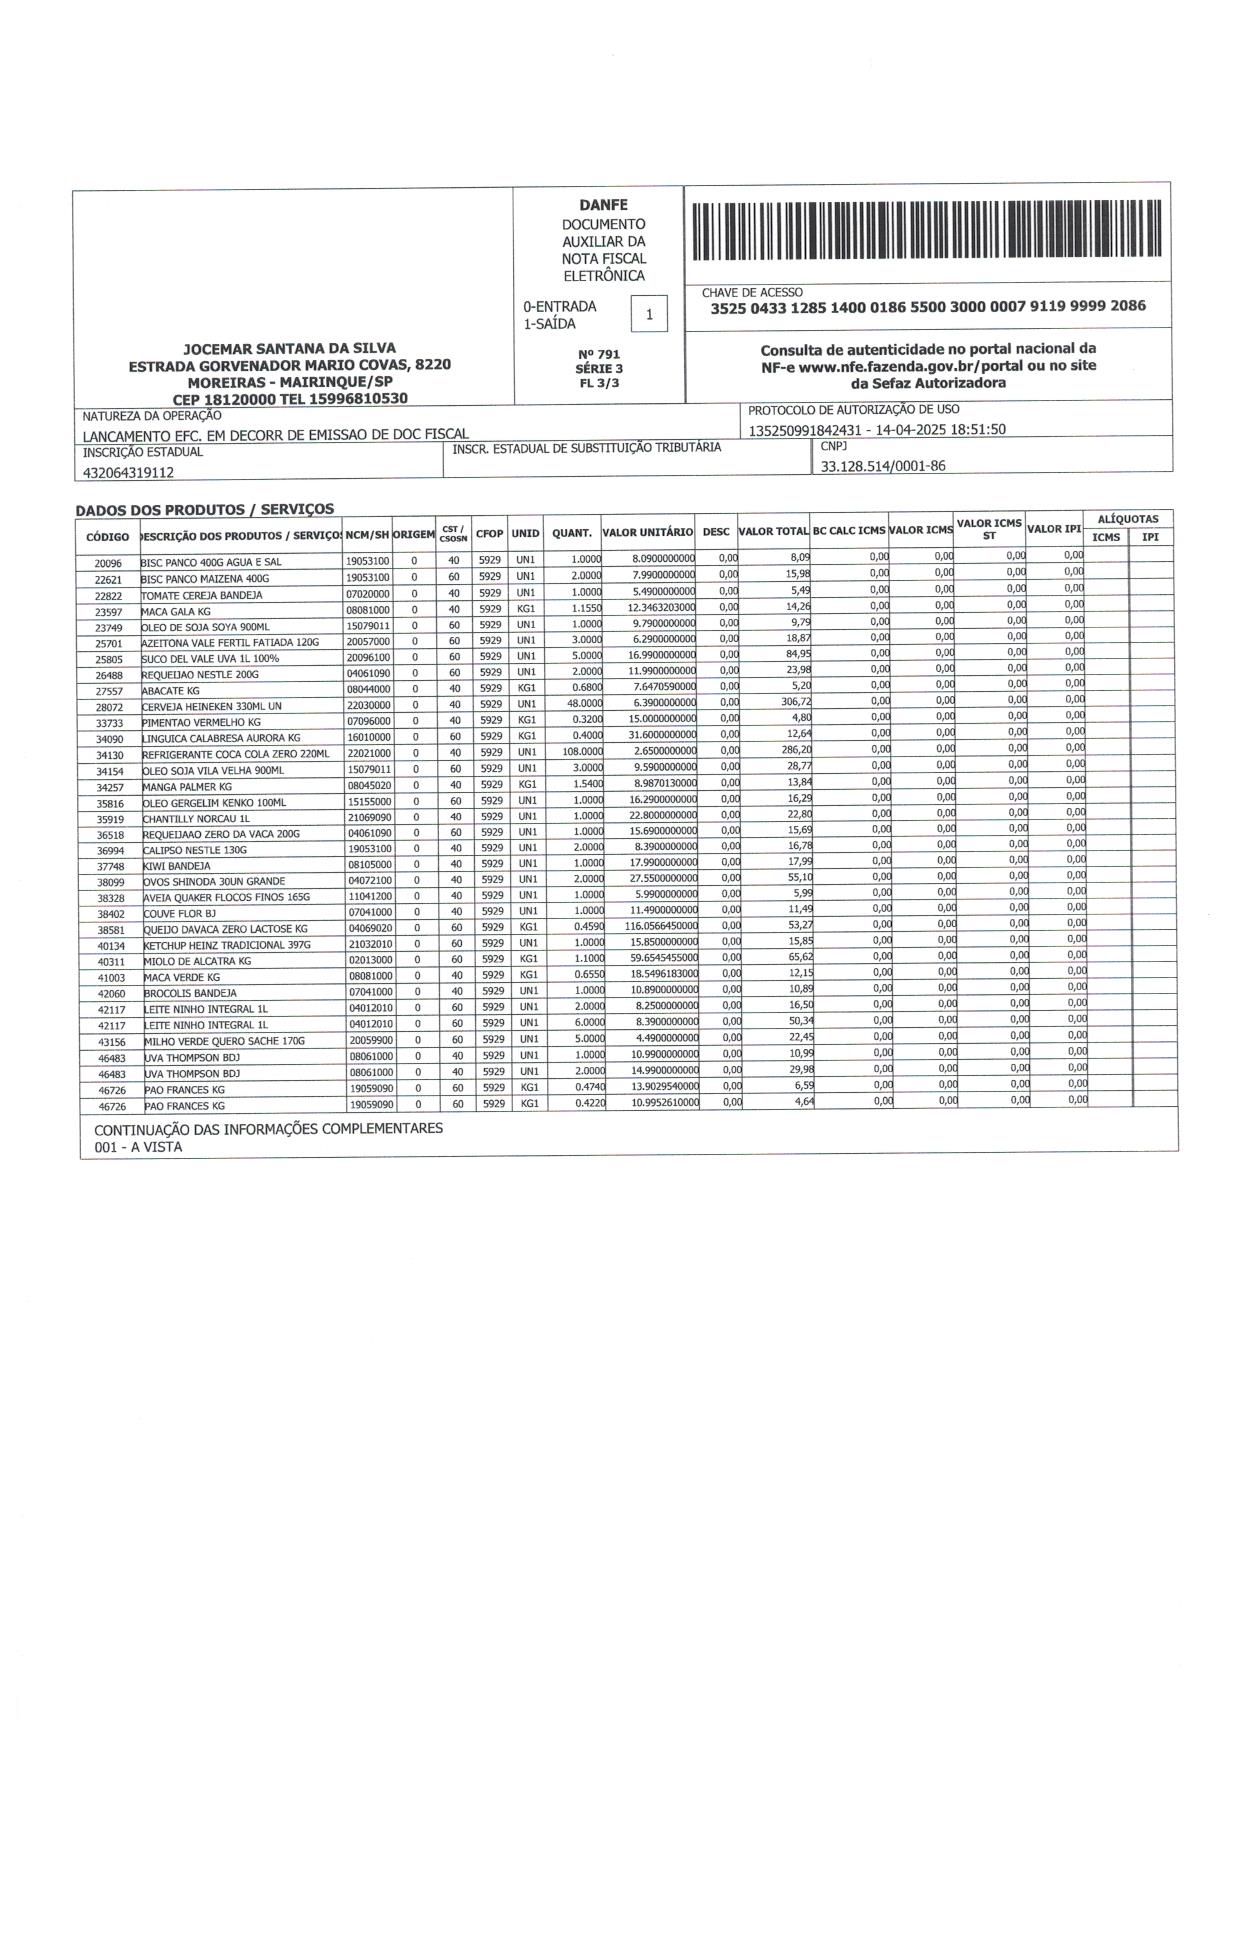 DANFE
DOCUMENTO
AUXILIAR DA
NOTA FISCAL
ELETRÔNICA
0-ENTRADA
1-SAÍDA
1
Nº 791
SÉRIE 3
FL 3/3
JOCEMAR SANTANA DA SILVA
ESTRADA GORVENADOR MARIO COVAS, 8220
MOREIRAS - MAIRINQUE/SP
CEP 18120000 TEL 15996810530
CHAVE DE ACESSO
3525 0433 1285 1400 0186 5500 3000 0007 9119 9999 2086
Consulta de autenticidade no portal nacional da
NF-e www.nfe.fazenda.gov.br/portal ou no site
da Sefaz Autorizadora
NATUREZA DA OPERAÇÃO
LANCAMENTO EFC. EM DECORR DE EMISSAO DE DOC FISCAL
PROTOCOLO DE AUTORIZAÇÃO DE USO
135250991842431 - 14-04-2025 18:51:50
INSCRIÇÃO ESTADUAL
432064319112
INSCR. ESTADUAL DE SUBSTITUIÇÃO TRIBUTÁRIA
CNPJ
33.128.514/0001-86
DADOS DOS PRODUTOS / SERVIÇOS
CÓDIGO DESCRIÇÃO DOS PRODUTOS / SERVIÇOS NCM/SH ORIGEM CST / CSOSN CFOP UNID QUANT. VALOR UNITÁRIO DESC VALOR TOTAL BC CALC ICMS VALOR ICMS VALOR ICMS ST VALOR IPI ALÍQUOTAS ICMS IPI
20096 BISC PANCO 400G AGUA E SAL 19053100 0 40 5929 UN1 1.0000 8.0900000000 0,00 8,09 0,00 0,00 0,00 0,00
22621 BISC PANCO MAIZENA 400G 19053100 0 60 5929 UN1 2.0000 7.9900000000 0,00 15,98 0,00 0,00 0,00 0,00
22822 TOMATE CEREJA BANDEJA 07020000 0 40 5929 UN1 1.0000 5.4900000000 0,00 5,49 0,00 0,00 0,00 0,00
23597 MACA GALA KG 08081000 0 40 5929 KG1 1.1550 12.3463203000 0,00 14,26 0,00 0,00 0,00 0,00
23749 OLEO DE SOJA SOYA 900ML 15079011 0 60 5929 UN1 1.0000 9.7900000000 0,00 9,79 0,00 0,00 0,00 0,00
25701 AZEITONA VALE FERTIL FATIADA 120G 20057000 0 60 5929 UN1 3.0000 6.2900000000 0,00 18,87 0,00 0,00 0,00 0,00
25805 SUCO DEL VALE UVA 1L 100% 20096100 0 60 5929 UN1 5.0000 16.9900000000 0,00 84,95 0,00 0,00 0,00 0,00
26488 REQUEIJAO NESTLE 200G 04061090 0 60 5929 UN1 2.0000 11.9900000000 0,00 23,98 0,00 0,00 0,00 0,00
27557 ABACATE KG 08044000 0 40 5929 KG1 0.6800 7.6470590000 0,00 5,20 0,00 0,00 0,00 0,00
28072 CERVEJA HEINEKEN 330ML UN 22030000 0 40 5929 UN1 48.0000 6.3900000000 0,00 306,72 0,00 0,00 0,00 0,00
33733 PIMENTAO VERMELHO KG 07096000 0 40 5929 KG1 0.3200 15.0000000000 0,00 4,80 0,00 0,00 0,00 0,00
34090 LINGUICA CALABRESA AURORA KG 16010000 0 60 5929 KG1 0.4000 31.6000000000 0,00 12,64 0,00 0,00 0,00 0,00
34130 REFRIGERANTE COCA COLA ZERO 220ML 22021000 0 40 5929 UN1 108.0000 2.6500000000 0,00 286,20 0,00 0,00 0,00 0,00
34154 OLEO SOJA VILA VELHA 900ML 15079011 0 60 5929 UN1 3.0000 9.5900000000 0,00 28,77 0,00 0,00 0,00 0,00
34257 MANGA PALMER KG 08045020 0 40 5929 KG1 1.5400 8.9870130000 0,00 13,84 0,00 0,00 0,00 0,00
35816 OLEO GERGELIM KENKO 100ML 15155000 0 60 5929 UN1 1.0000 16.2900000000 0,00 16,29 0,00 0,00 0,00 0,00
35919 CHANTILLY NORCAU 1L 21069090 0 40 5929 UN1 1.0000 22.8000000000 0,00 22,80 0,00 0,00 0,00 0,00
36518 REQUEIJAAO ZERO DA VACA 200G 04061090 0 60 5929 UN1 1.0000 15.6900000000 0,00 15,69 0,00 0,00 0,00 0,00
36994 CALIPSO NESTLE 130G 19053100 0 40 5929 UN1 2.0000 8.3900000000 0,00 16,78 0,00 0,00 0,00 0,00
37748 KIWI BANDEJA 08105000 0 40 5929 UN1 1.0000 17.9900000000 0,00 17,99 0,00 0,00 0,00 0,00
38099 OVOS SHINODA 30UN GRANDE 04072100 0 40 5929 UN1 2.0000 27.5500000000 0,00 55,10 0,00 0,00 0,00 0,00
38328 AVEIA QUAKER FLOCOS FINOS 165G 11041200 0 40 5929 UN1 1.0000 5.9900000000 0,00 5,99 0,00 0,00 0,00 0,00
38402 COUVE FLOR BJ 07041000 0 40 5929 UN1 1.0000 11.4900000000 0,00 11,49 0,00 0,00 0,00 0,00
38581 QUEIJO DAVACA ZERO LACTOSE KG 04069020 0 60 5929 KG1 0.4590 116.0566450000 0,00 53,27 0,00 0,00 0,00 0,00
40134 KETCHUP HEINZ TRADICIONAL 397G 21032010 0 60 5929 UN1 1.0000 15.8500000000 0,00 15,85 0,00 0,00 0,00 0,00
40311 MIOLO DE ALCATRA KG 02013000 0 60 5929 KG1 1.1000 59.6545455000 0,00 65,62 0,00 0,00 0,00 0,00
41003 MACA VERDE KG 08081000 0 40 5929 KG1 0.6550 18.5496183000 0,00 12,15 0,00 0,00 0,00 0,00
42060 BROCOLIS BANDEJA 07041000 0 40 5929 UN1 1.0000 10.8900000000 0,00 10,89 0,00 0,00 0,00 0,00
42117 LEITE NINHO INTEGRAL 1L 04012010 0 60 5929 UN1 2.0000 8.2500000000 0,00 16,50 0,00 0,00 0,00 0,00
42117 LEITE NINHO INTEGRAL 1L 04012010 0 60 5929 UN1 6.0000 8.3900000000 0,00 50,34 0,00 0,00 0,00 0,00
43156 MILHO VERDE QUERO SACHE 170G 20059900 0 60 5929 UN1 5.0000 4.4900000000 0,00 22,45 0,00 0,00 0,00 0,00
46483 UVA THOMPSON BDJ 08061000 0 40 5929 UN1 1.0000 10.9900000000 0,00 10,99 0,00 0,00 0,00 0,00
46483 UVA THOMPSON BDJ 08061000 0 40 5929 UN1 2.0000 14.9900000000 0,00 29,98 0,00 0,00 0,00 0,00
46726 PAO FRANCES KG 19059090 0 60 5929 KG1 0.4740 13.9029540000 0,00 6,59 0,00 0,00 0,00 0,00
46726 PAO FRANCES KG 19059090 0 60 5929 KG1 0.4220 10.9952610000 0,00 4,64 0,00 0,00 0,00 0,00
CONTINUAÇÃO DAS INFORMAÇÕES COMPLEMENTARES
001 - A VISTA